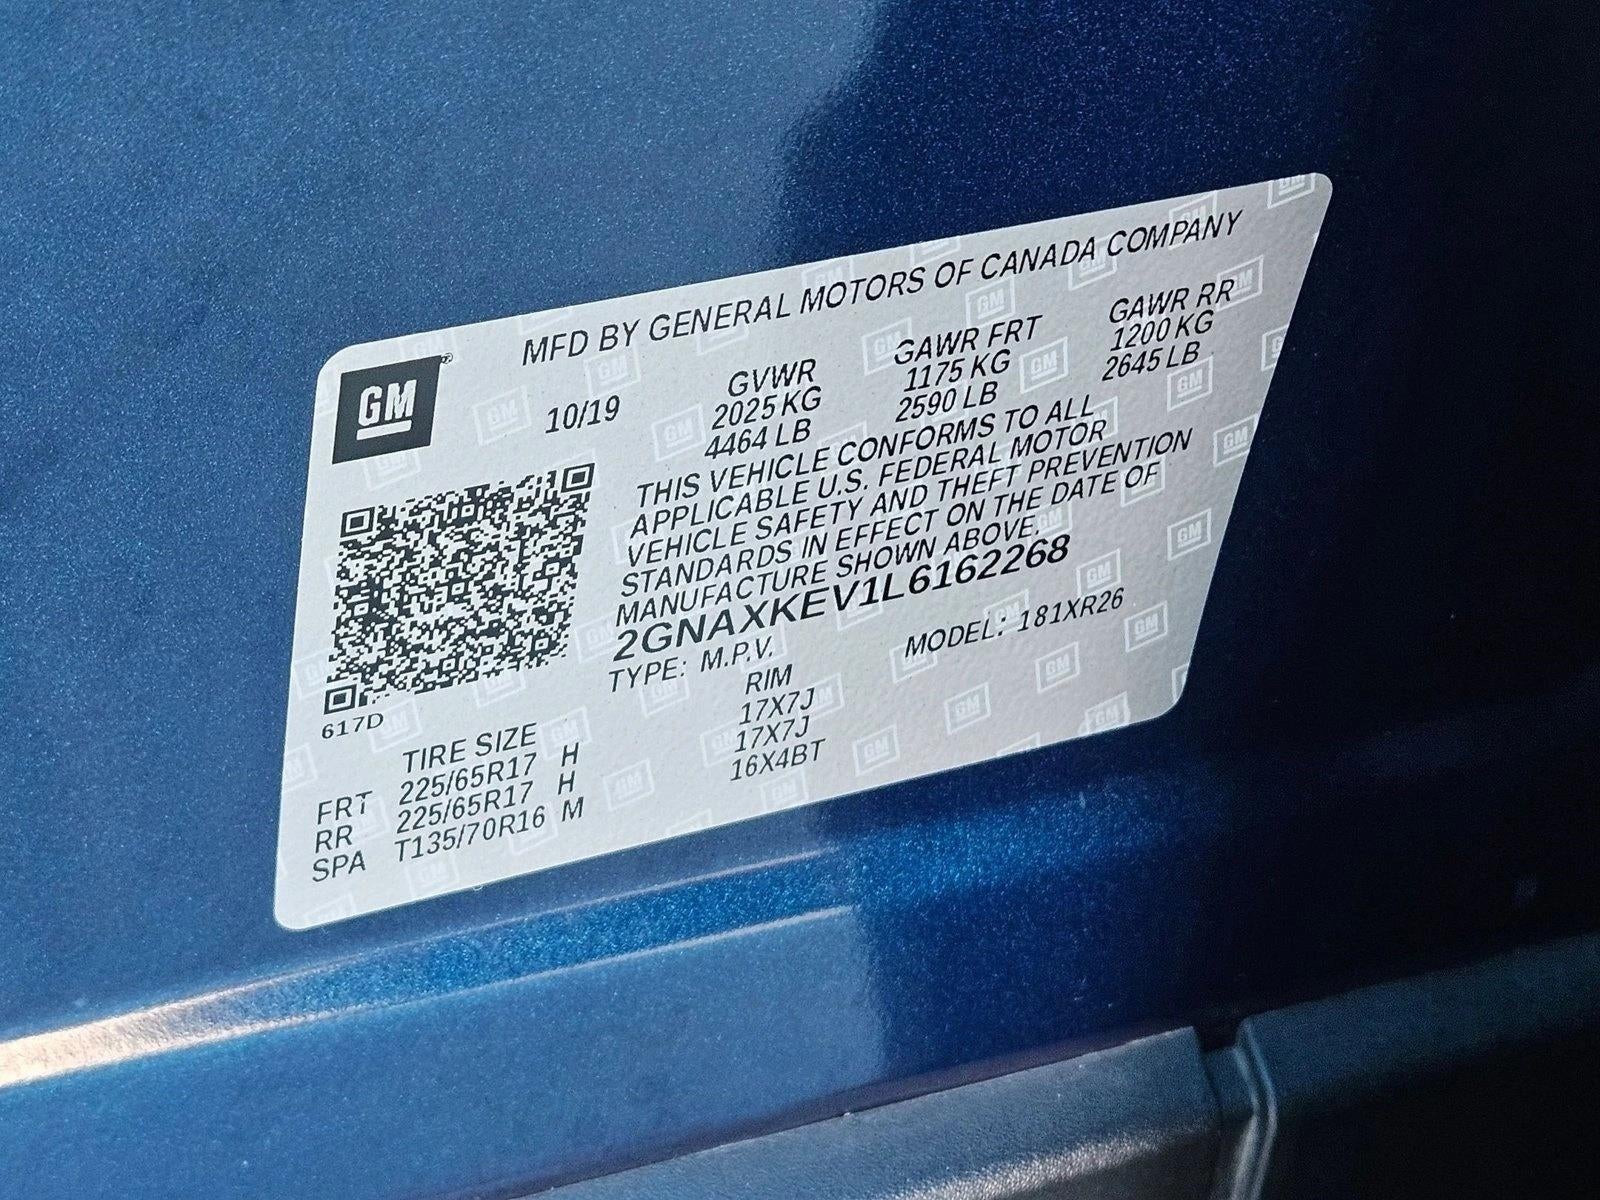 MFD BY GENERAL MOTORS OF CANADA COMPANY
GM
10/19
GVWR
2025 KG
4464 LB
GAWR FRT
1175 KG
2590 LB
GAWR RR
1200 KG
2645 LB
THIS VEHICLE CONFORMS TO ALL
APPLICABLE U.S. FEDERAL MOTOR
VEHICLE SAFETY AND THEFT PREVENTION
STANDARDS IN EFFECT ON THE DATE OF
MANUFACTURE SHOWN ABOVE.
2GNAXKEV1L6162268
TYPE: M.P.V.
MODEL: 181XR26
617D
TIRE SIZE
RIM
FRT 225/65R17 H 17X7J
RR 225/65R17 H 17X7J
SPA T135/70R16 M 16X4BT